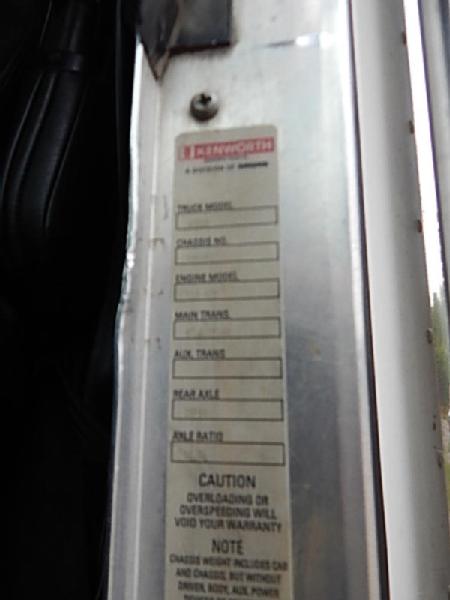 KENWORTH
A DIVISION OF PACCAR
TRUCK MODEL
CHASSIS NO.
ENGINE MODEL
MAIN TRANS.
AUX. TRANS.
REAR AXLE
AXLE RATIO
CAUTION
OVERLOADING OR
OVERSPEEDING WILL
VOID YOUR WARRANTY
NOTE
CHASSIS WEIGHT INCLUDES CAB
AND CHASSIS, BUT WITHOUT
DRIVER, BODY, AUX. POWER